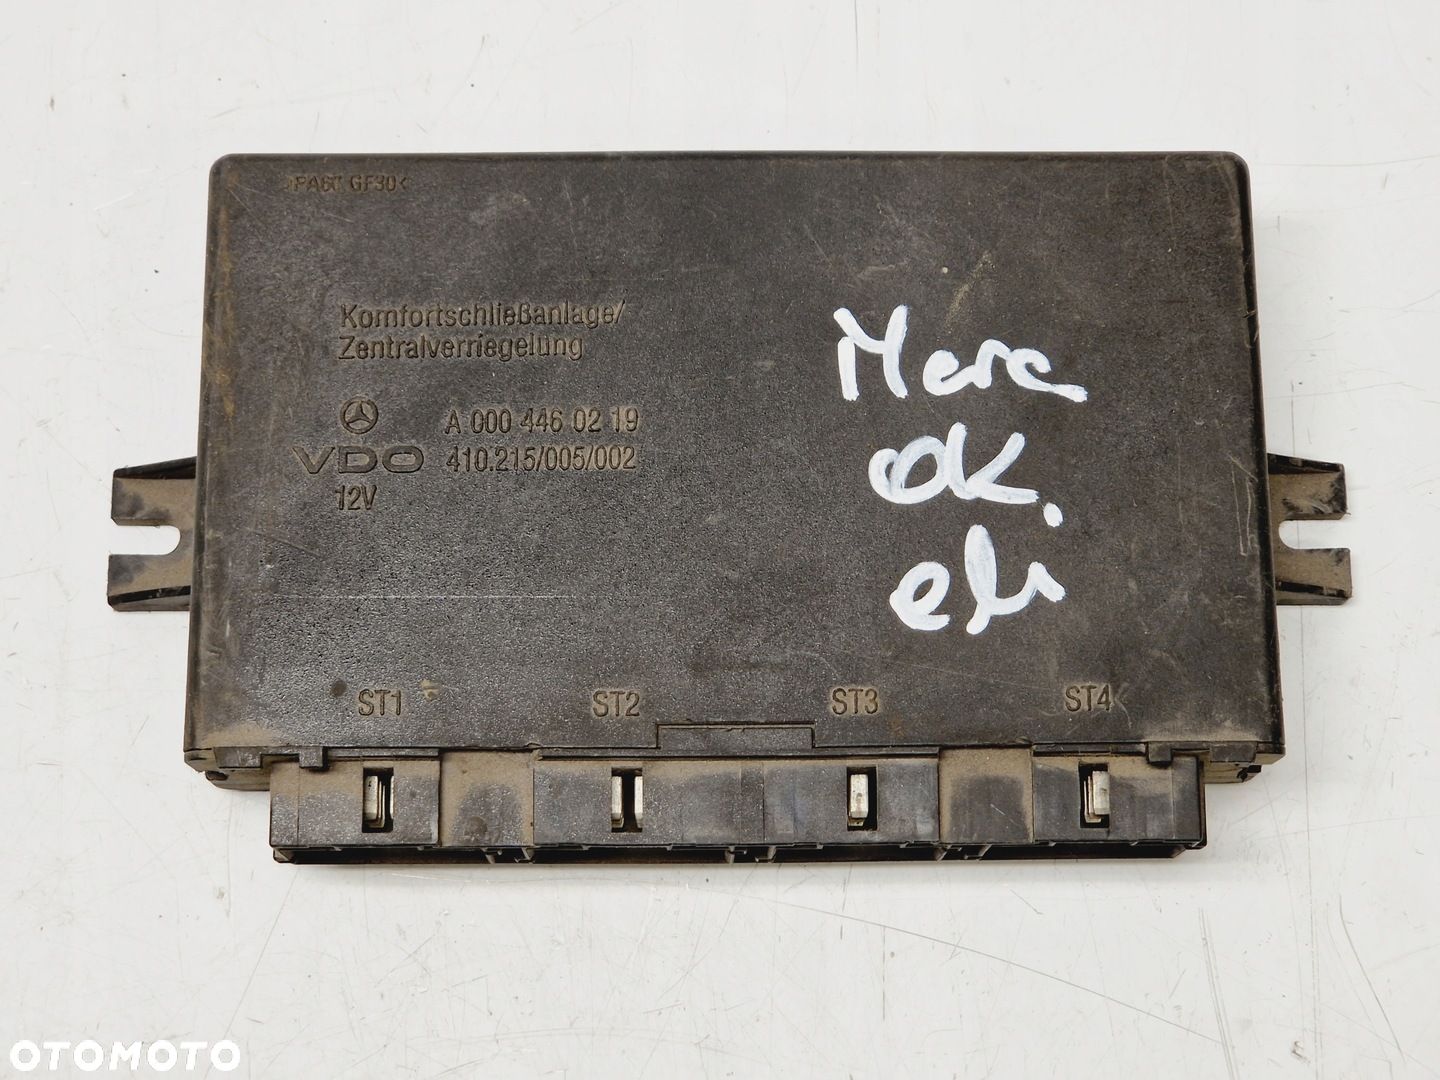 >PA6T GF30<
Komfortschließanlage/
Zentralverriegelung
A 000 446 02 19
VDO 410.215/005/002
12V
Merc
OK.
eli
ST1 ST2 ST3 ST4
OTOMOTO